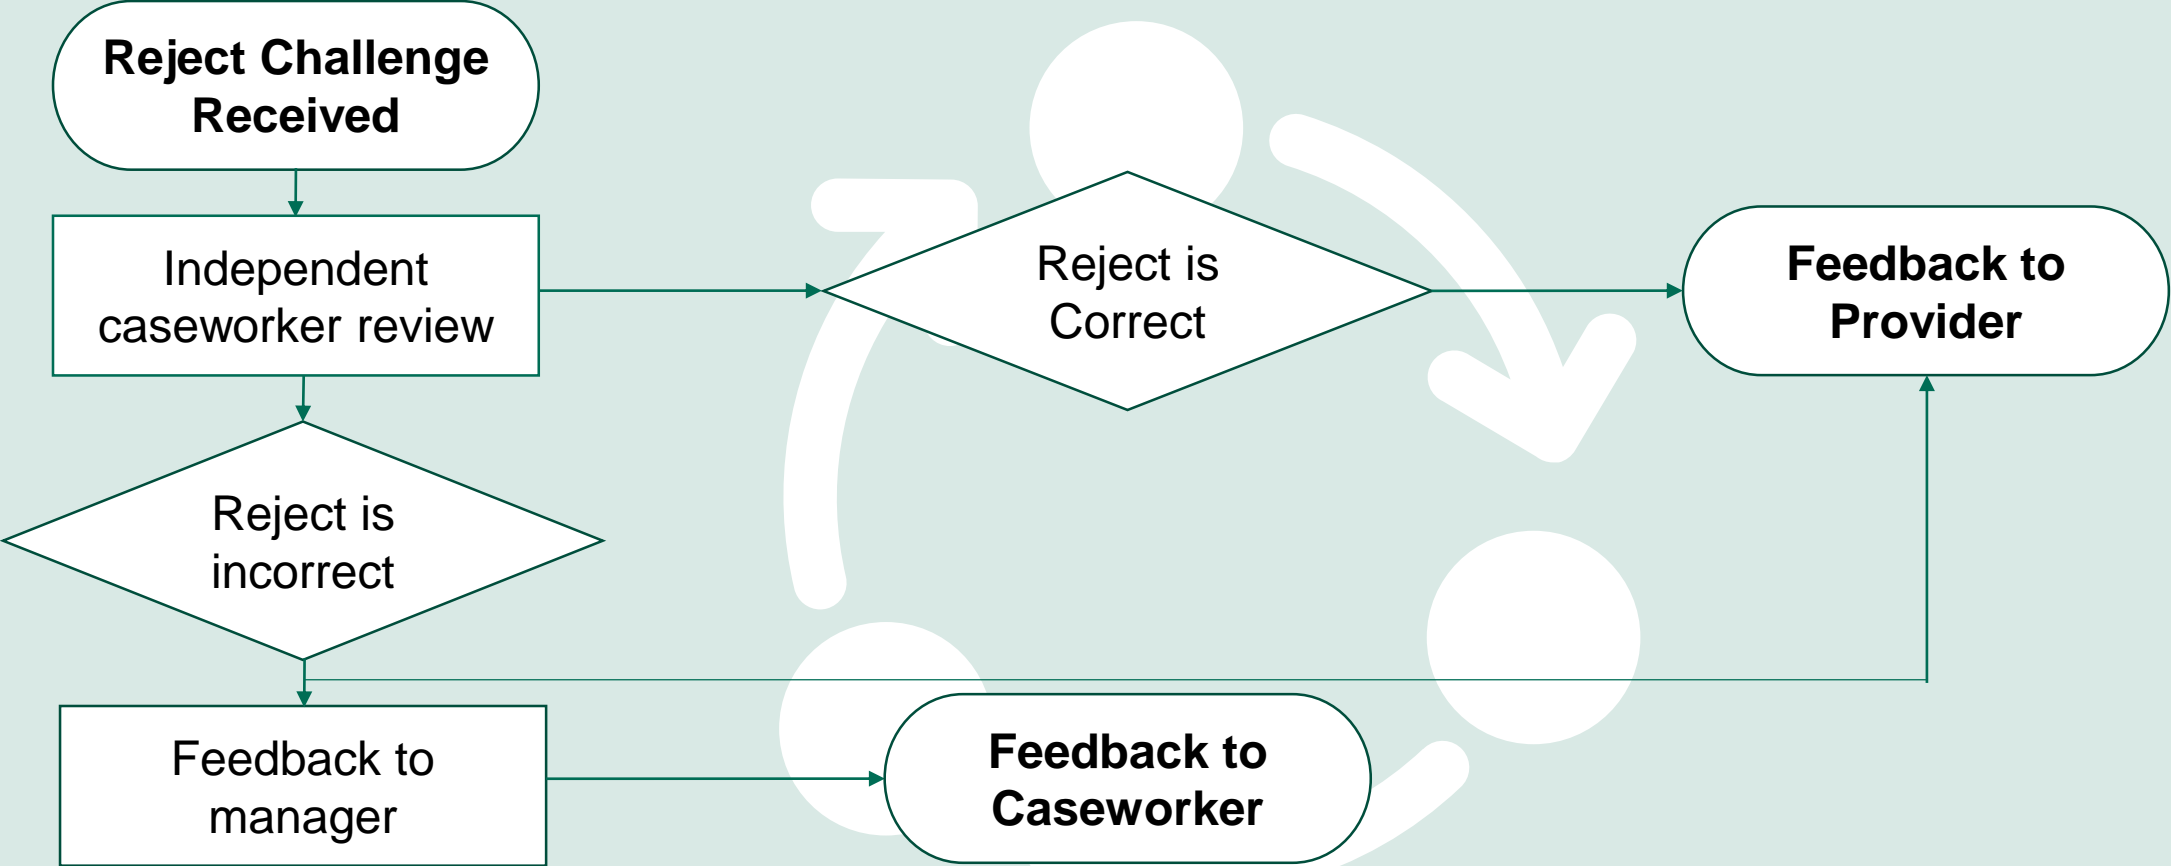 Reject Challenge
Received
Independent
caseworker review
Reject is
Correct
Feedback to
Provider
Reject is
incorrect
Feedback to
manager
Feedback to
Caseworker